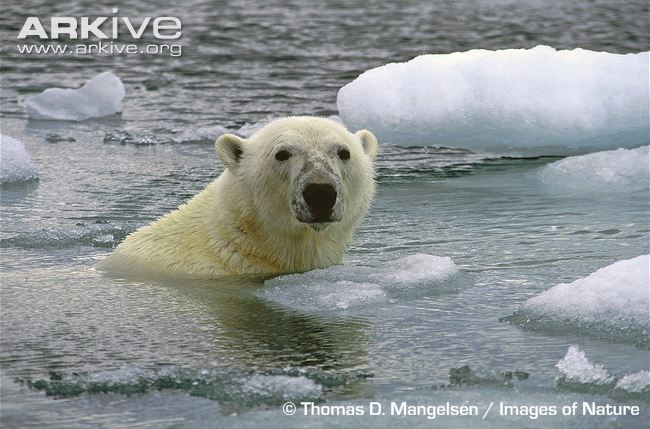 ARKIVE
www.arkive.org
© Thomas D. Mangelsen / Images of Nature